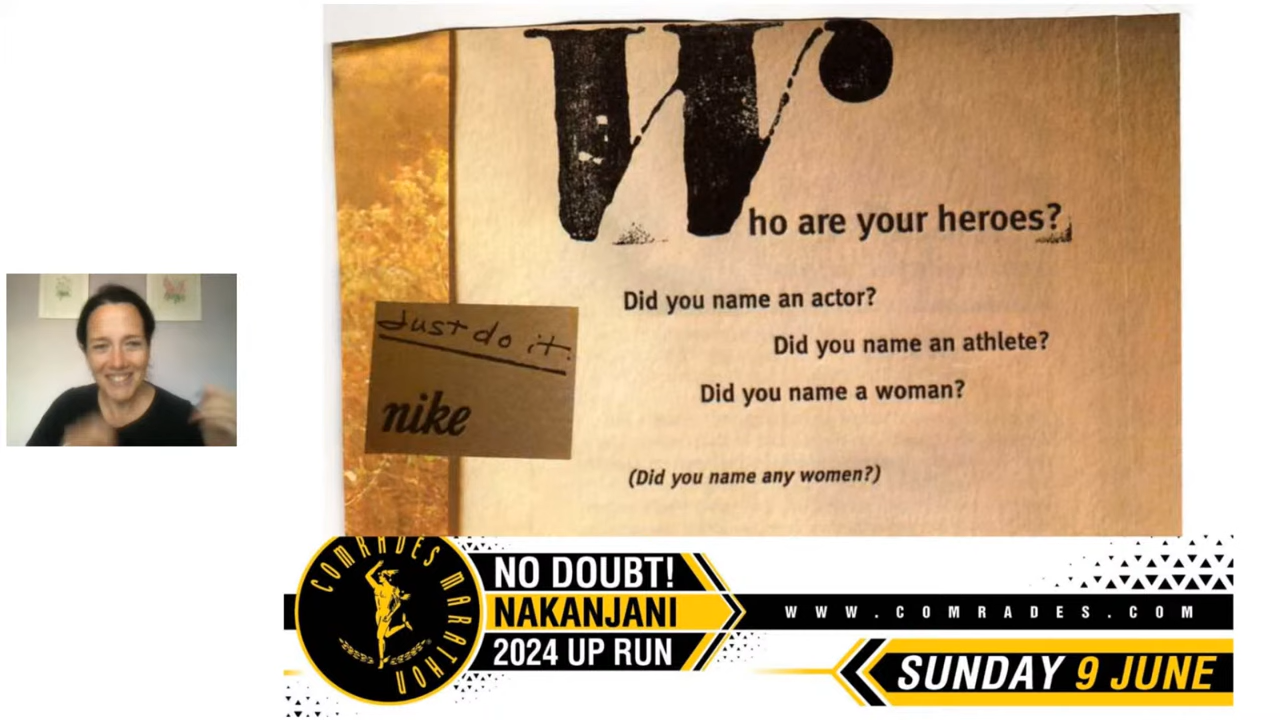 Who are your heroes?
Did you name an actor?
Did you name an athlete?
Did you name a woman?
(Did you name any women?)
Just do it.
nike
COMRADES MARATHON
NO DOUBT!
NAKANJANI
2024 UP RUN
WWW.COMRADES.COM
SUNDAY 9 JUNE